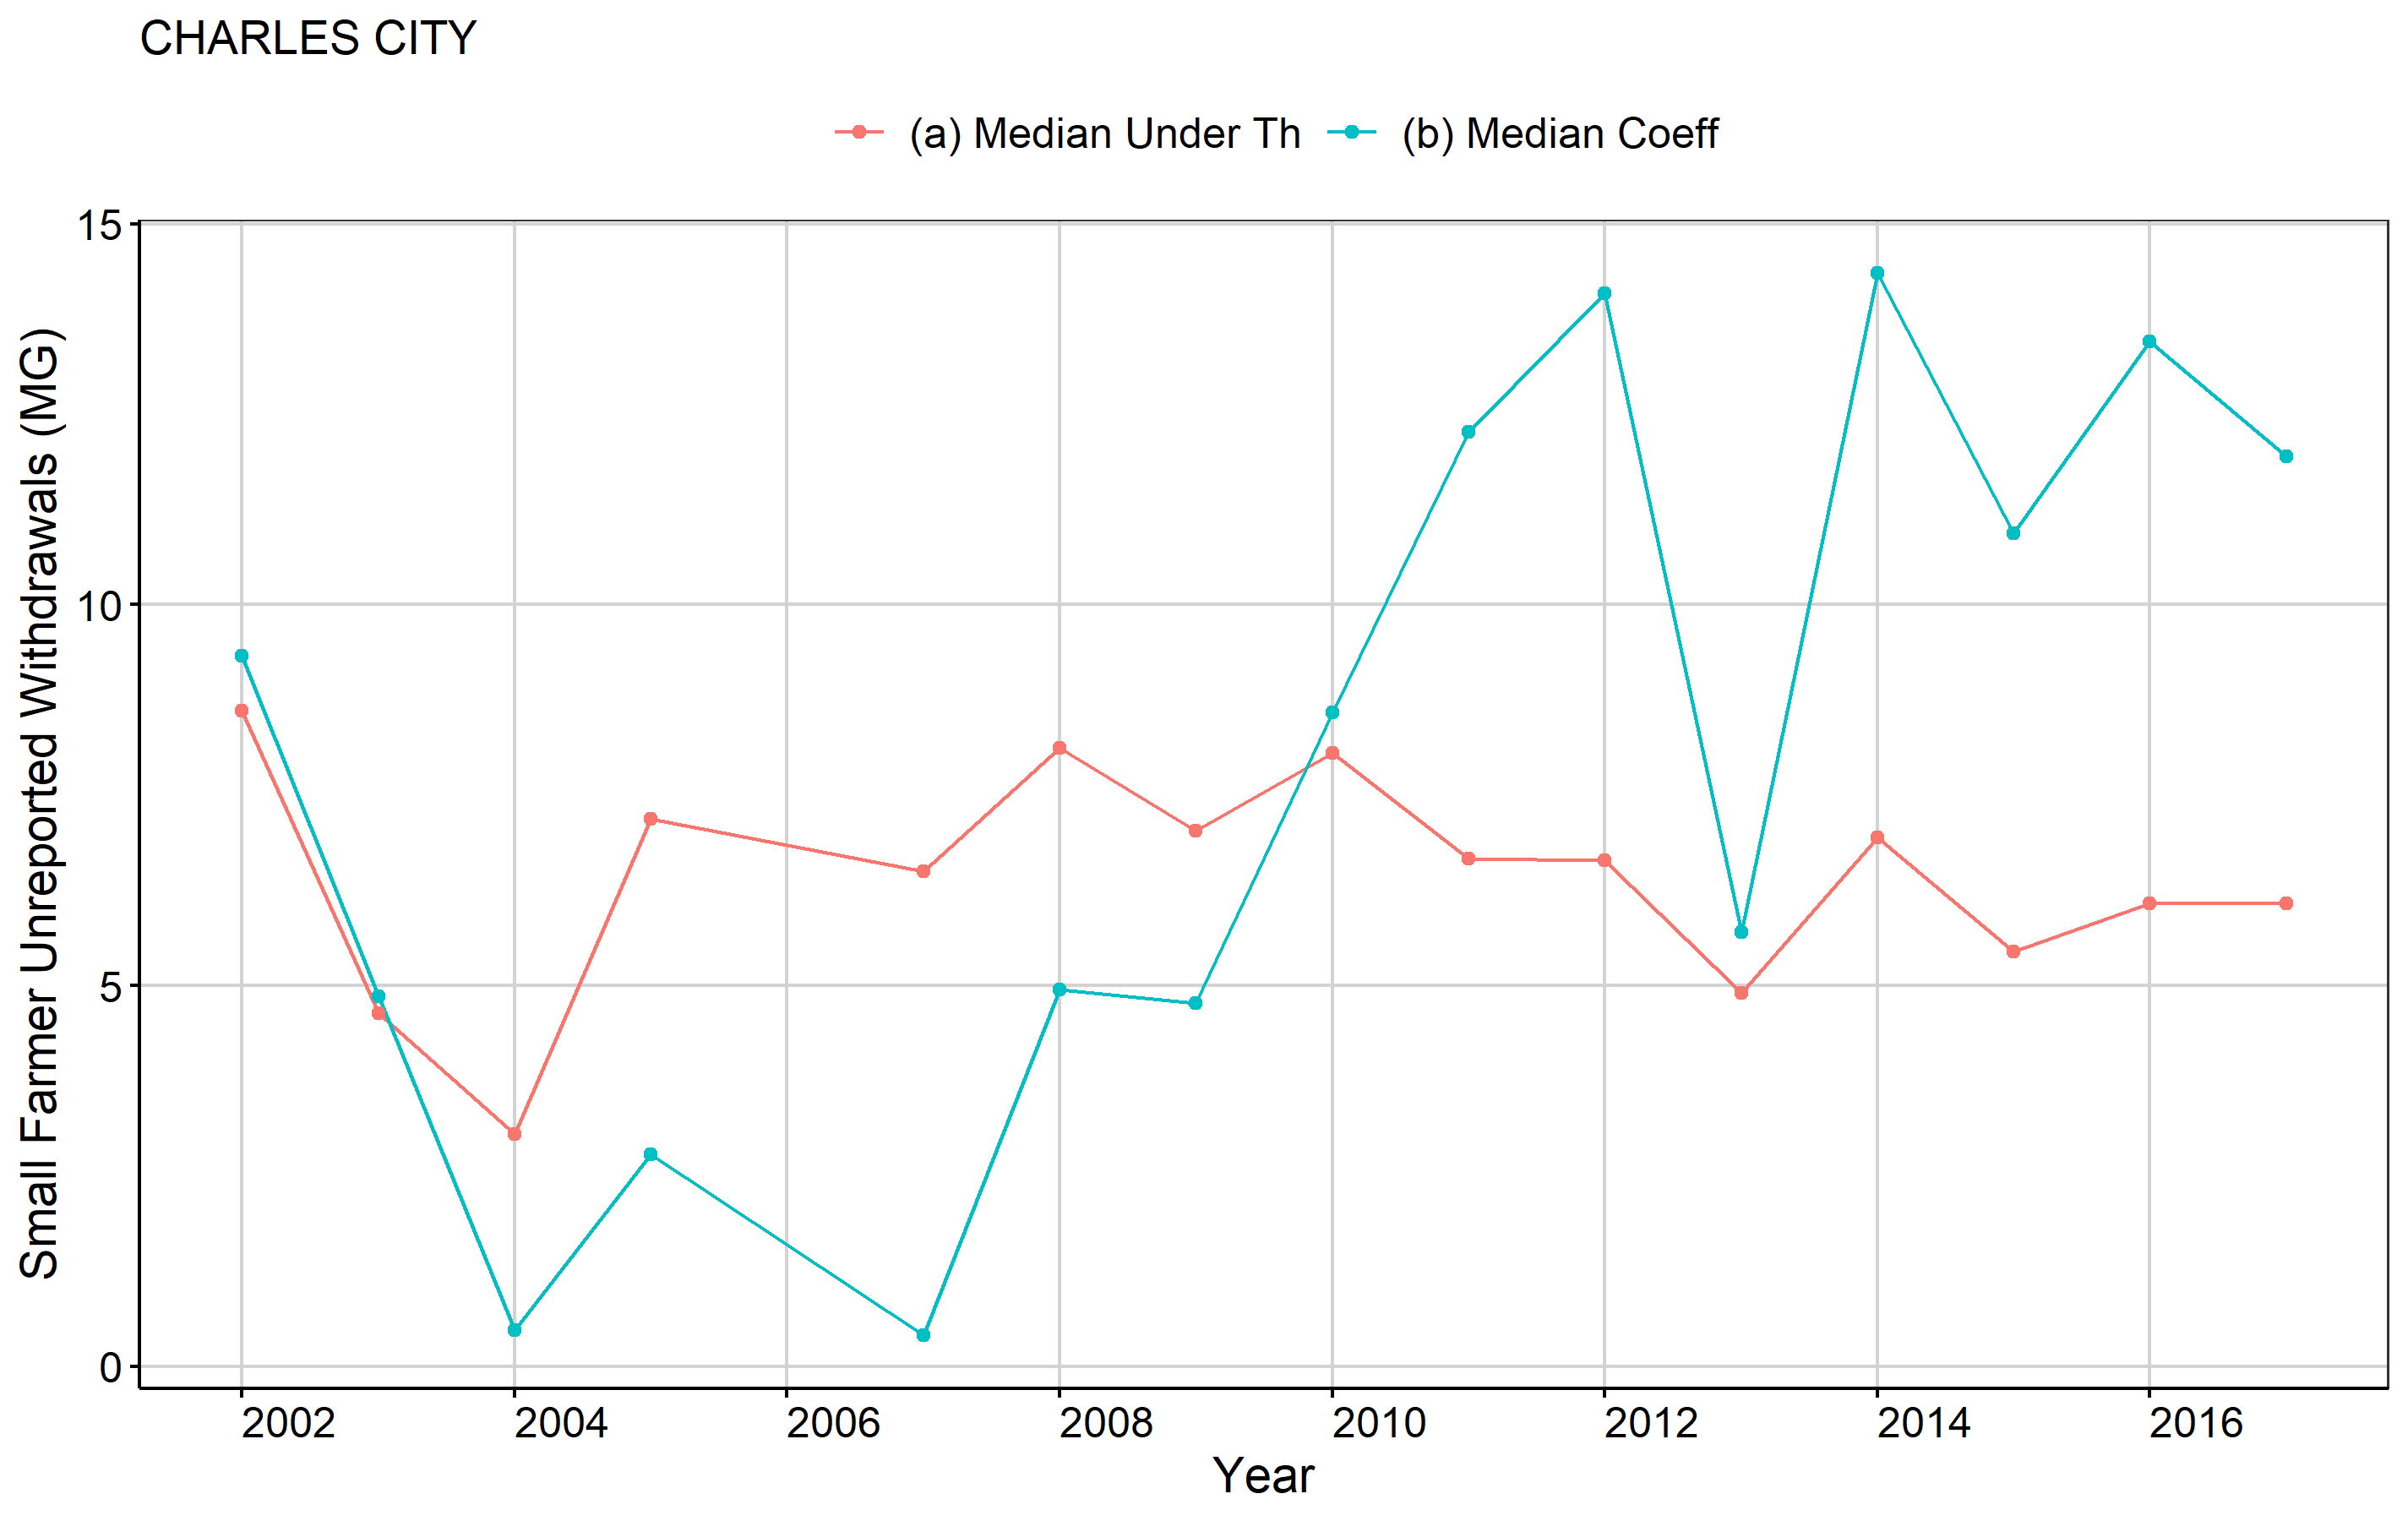 CHARLES CITY
(a) Median Under Th (b) Median Coeff
Small Farmer Unreported Withdrawals (MG)
15
10
5
0
2002 2004 2006 2008 2010 2012 2014 2016
Year